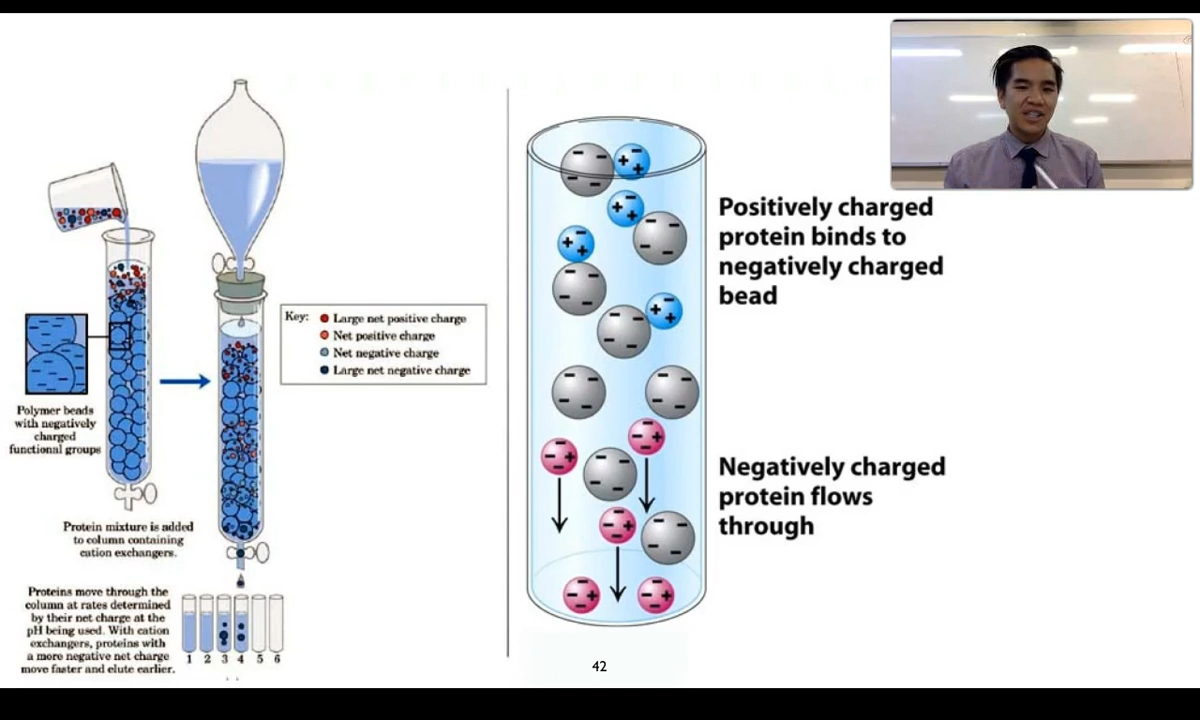 Key:
Large net positive charge
Net positive charge
Net negative charge
Large net negative charge
Polymer beads
with negatively
charged
functional groups
Protein mixture is added
to column containing
cation exchangers.
Proteins move through the
column at rates determined
by their net charge at the
pH being used. With cation
exchangers, proteins with
a more negative net charge
move faster and elute earlier.
1 2 3 4 5 6
Positively charged
protein binds to
negatively charged
bead
Negatively charged
protein flows
through
42